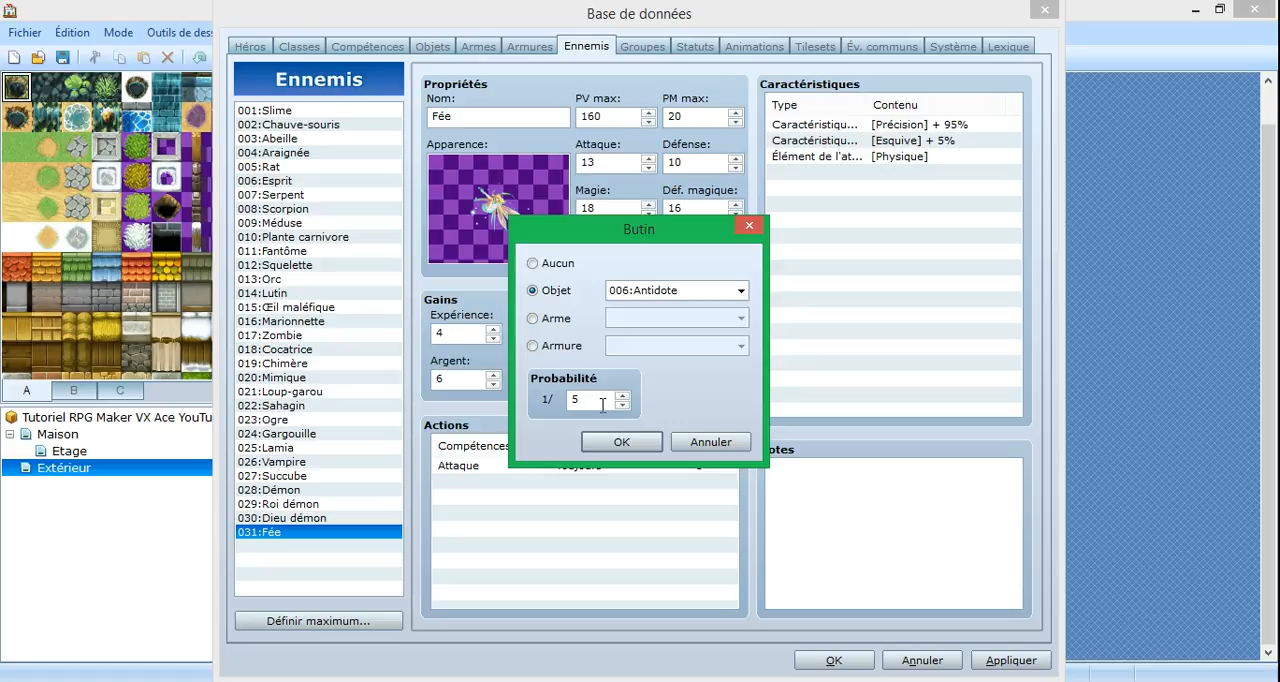 Base de données
Fichier Édition Mode Outils de des
Héros Classes Compétences Objets Armes Armures Ennemis Groupes Statuts Animations Tilesets Év. communs Système Lexique
Ennemis
001:Slime
002:Chauve-souris
003:Abeille
004:Araignée
005:Rat
006:Esprit
007:Serpent
008:Scorpion
009:Méduse
010:Plante carnivore
011:Fantôme
012:Squelette
013:Orc
014:Lutin
015:Œil maléfique
016:Marionnette
017:Zombie
018:Cocatrice
019:Chimère
020:Mimique
021:Loup-garou
022:Sahagin
023:Ogre
024:Gargouille
025:Lamia
026:Vampire
027:Succube
028:Démon
029:Roi démon
030:Dieu démon
031:Fée
Définir maximum...
Propriétés
Nom: PV max: PM max:
Fée 160 20
Apparence: Attaque: Défense:
13 10
Magie: Déf. magique:
18 16
Gains
Expérience:
4
Argent:
6
Actions
Compétences
Attaque
Caractéristiques
Type Contenu
Caractéristiqu... [Précision] + 95%
Caractéristiqu... [Esquive] + 5%
Élément de l'at... [Physique]
otes
Butin
Aucun
Objet 006:Antidote
Arme
Armure
Probabilité
1/ 5
OK Annuler
A B C
Tutoriel RPG Maker VX Ace YouTu
Maison
Etage
Extérieur
OK Annuler Appliquer